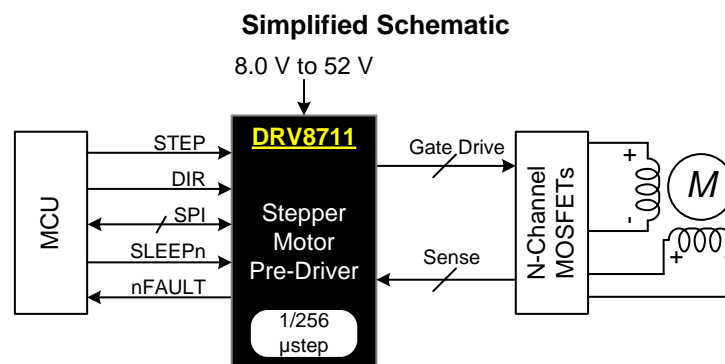 Simplified Schematic
8.0 V to 52 V
MCU
STEP
DIR
SPI
SLEEPn
nFAULT
DRV8711
Stepper
Motor
Pre-Driver
1/256
µstep
Gate Drive
Sense
N-Channel
MOSFETs
+
-
M
+
-